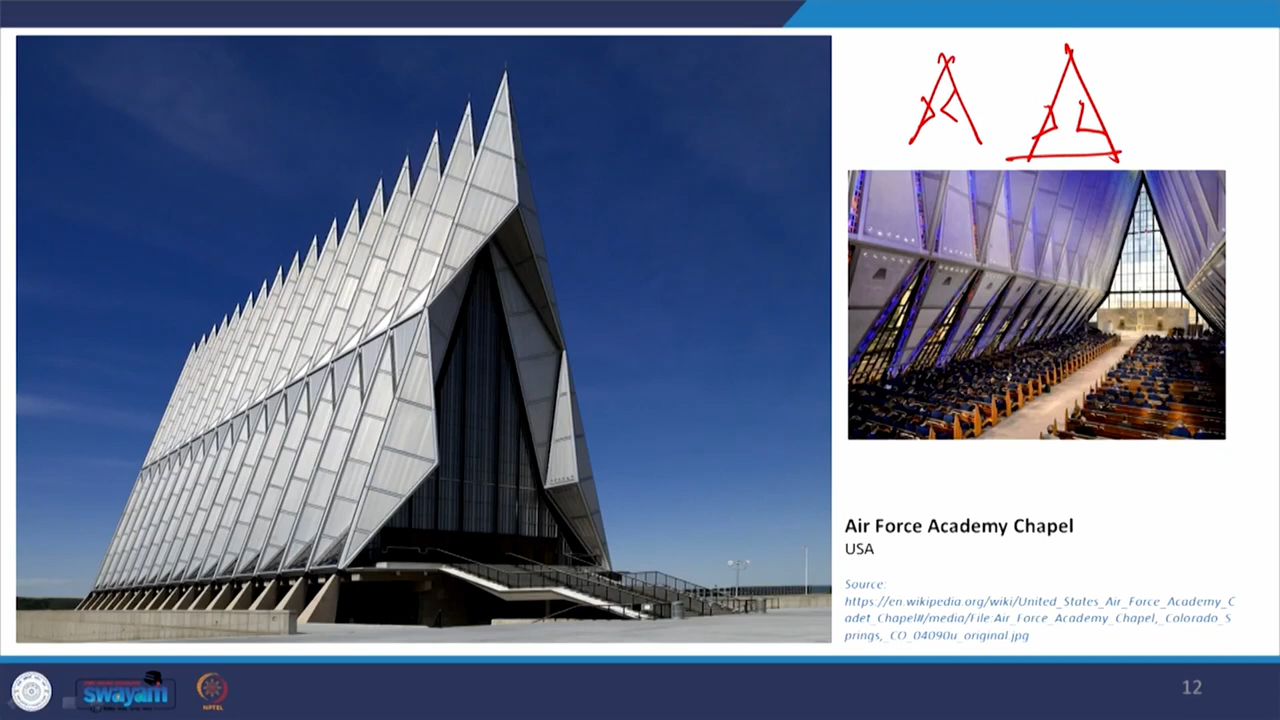 Air Force Academy Chapel
USA
Source:
https://en.wikipedia.org/wiki/United_States_Air_Force_Academy_C
adet_Chapel#/media/File:Air_Force_Academy_Chapel,_Colorado_S
prings,_CO_04090u_original.jpg
swayam
NPTEL
12